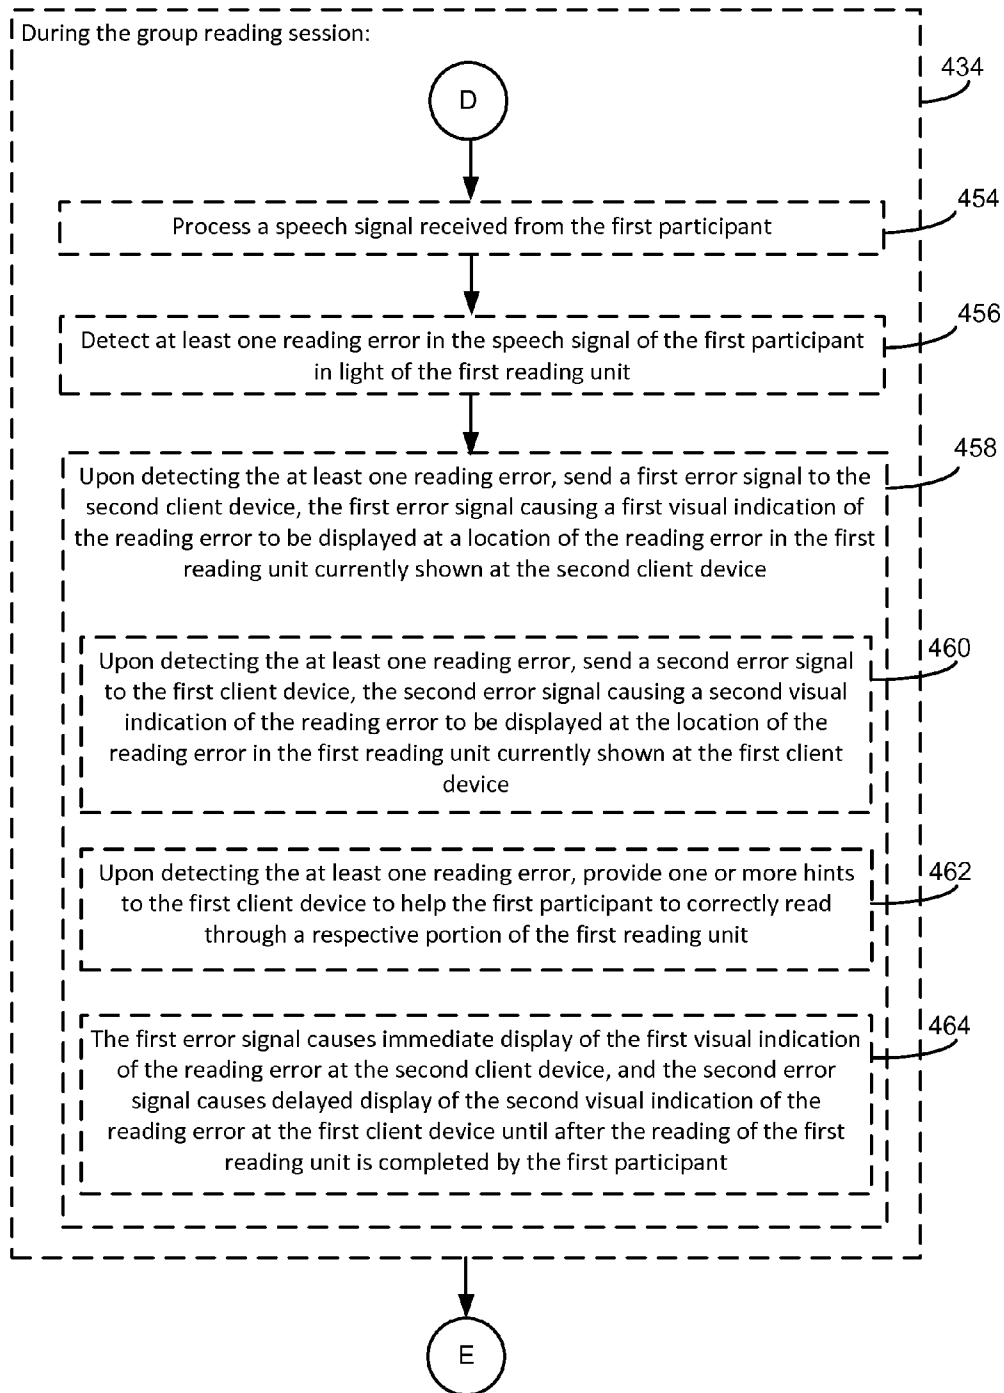 During the group reading session:
434
D
454
Process a speech signal received from the first participant
456
Detect at least one reading error in the speech signal of the first participant
in light of the first reading unit
458
Upon detecting the at least one reading error, send a first error signal to the
second client device, the first error signal causing a first visual indication of
the reading error to be displayed at a location of the reading error in the first
reading unit currently shown at the second client device
460
Upon detecting the at least one reading error, send a second error signal
to the first client device, the second error signal causing a second visual
indication of the reading error to be displayed at the location of the
reading error in the first reading unit currently shown at the first client
device
462
Upon detecting the at least one reading error, provide one or more hints
to the first client device to help the first participant to correctly read
through a respective portion of the first reading unit
464
The first error signal causes immediate display of the first visual indication
of the reading error at the second client device, and the second error
signal causes delayed display of the second visual indication of the
reading error at the first client device until after the reading of the first
reading unit is completed by the first participant
E